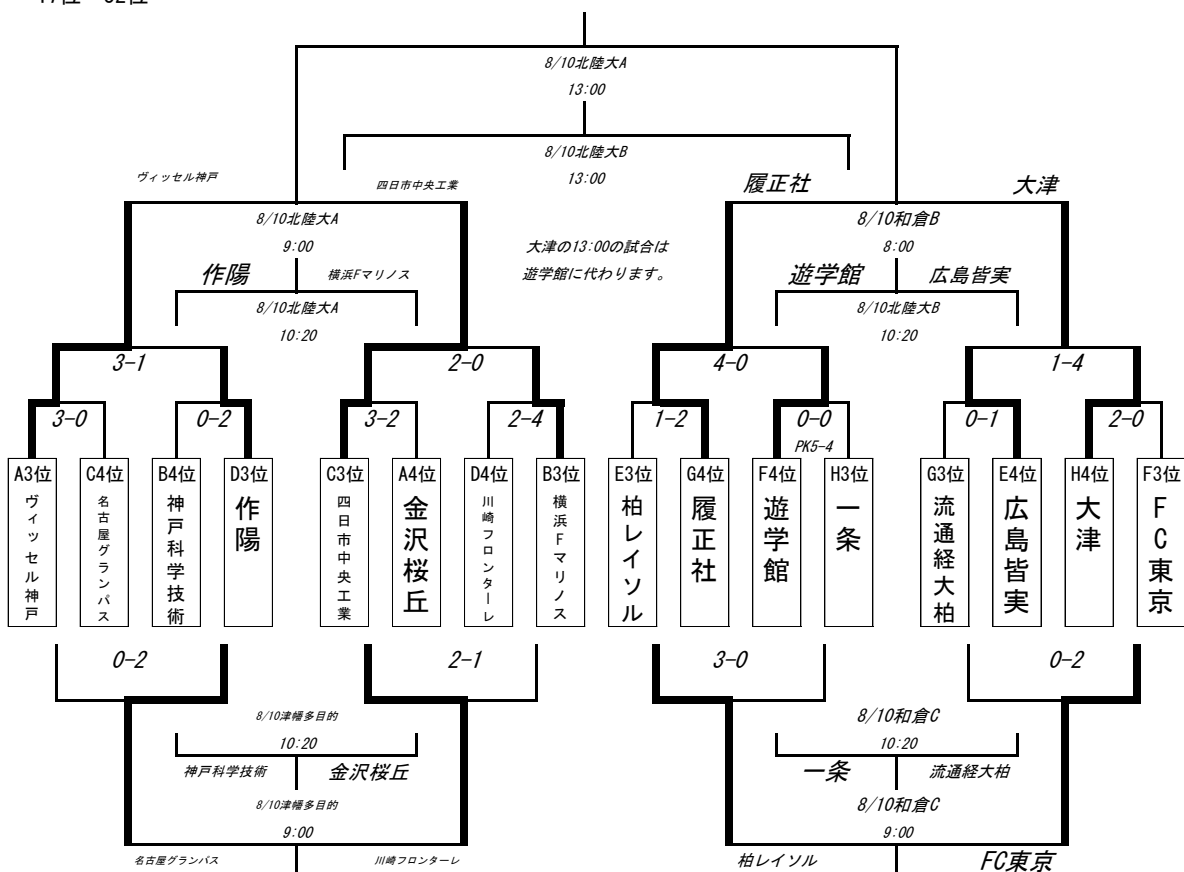 8/10北陸大A
13:00
8/10北陸大B
13:00
ヴィッセル神戸
四日市中央工業
履正社
大津
8/10北陸大A
9:00
8/10和倉B
8:00
大津の13:00の試合は
遊学館に代わります。
作陽
横浜Fマリノス
遊学館
広島皆実
8/10北陸大A
10:20
8/10北陸大B
10:20
3-1
2-0
4-0
1-4
3-0
0-2
3-2
2-4
1-2
0-0
PK5-4
0-1
2-0
A3位
ヴィッセル神戸
C4位
名古屋グランパス
B4位
神戸科学技術
D3位
作陽
C3位
四日市中央工業
A4位
金沢桜丘
D4位
川崎フロンターレ
B3位
横浜Fマリノス
E3位
柏レイソル
G4位
履正社
F4位
遊学館
H3位
一条
G3位
流通経大柏
E4位
広島皆実
H4位
大津
F3位
FC東京
0-2
2-1
3-0
0-2
8/10津幡多目的
10:20
8/10和倉C
10:20
神戸科学技術
金沢桜丘
一条
流通経大柏
8/10津幡多目的
9:00
8/10和倉C
9:00
名古屋グランパス
川崎フロンターレ
柏レイソル
FC東京